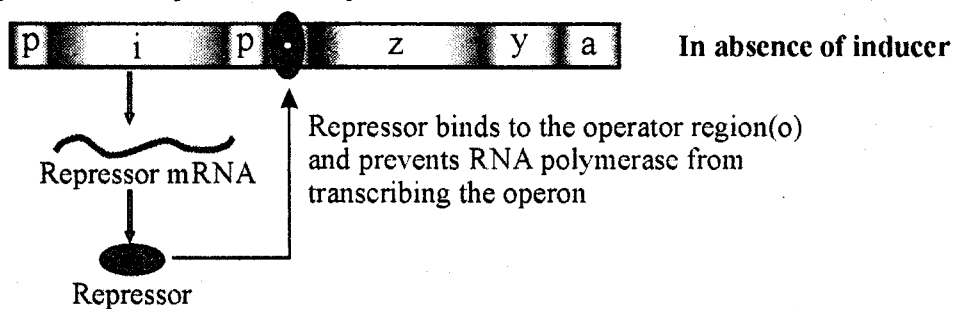 p i p o z y a In absence of inducer
Repressor binds to the operator region(o)
and prevents RNA polymerase from
transcribing the operon
Repressor mRNA
Repressor